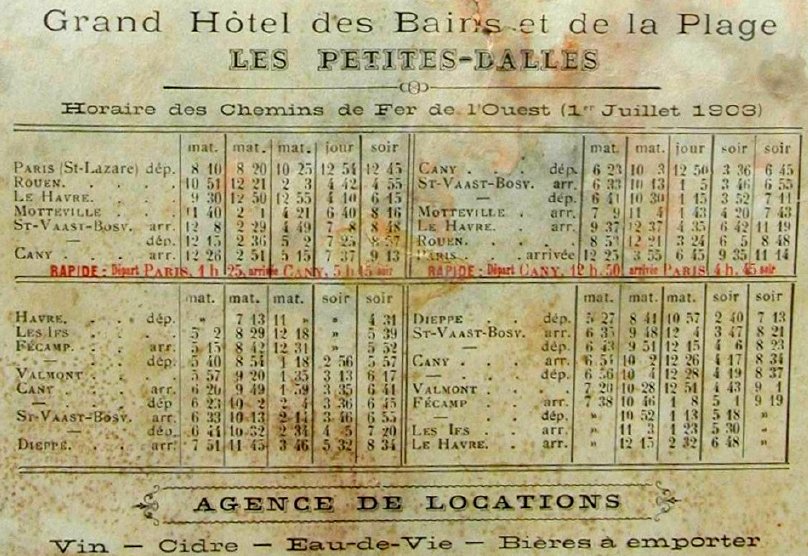 Grand Hôtel des Bains et de la Plage
LES PETITES-DALLES
Horaire des Chemins de Fer de l'Ouest (1er Juillet 1903)
mat. mat. mat. jour soir
PARIS (St-Lazare) dép. 8 10 8 20 10 25 12 54 12 45
ROUEN. 10 51 12 21 2 3 4 42 4 55
LE HAVRE. 9 30 12 50 12 55 4 10 6 15
MOTTEVILLE 11 40 2 1 4 21 6 40 8 16
ST-VAAST-BOSV. arr. 12 8 2 29 4 49 7 8 8 48
— dép. 12 15 2 36 5 2 7 25 8 57
CANY arr. 12 26 2 51 5 15 7 37 9 13
RAPIDE: Départ PARIS, 1 h 25, arrivée CANY, 5 h 15 soir
mat. mat. jour soir soir
CANY dép. 6 23 10 3 12 50 3 36 6 45
ST-VAAST-BOSV. arr. 6 33 10 13 1 5 3 46 6 55
— dép. 6 41 10 30 1 15 3 52 7 11
MOTTEVILLE arr. 7 9 11 4 1 43 4 20 7 43
LE HAVRE. arr. 9 37 12 37 4 35 6 42 11 19
ROUEN. 8 57 12 21 3 24 6 5 8 48
PARIS arrivée 12 25 3 55 6 45 9 35 11 14
RAPIDE: Départ CANY, 12 h. 50, arrivée PARIS 4 h. 45 soir
mat. mat. mat. soir soir
HAVRE. dép. » 7 13 11 » » 4 31
LES IFS 5 2 8 29 12 18 » 5 39
FÉCAMP. arr. 5 15 8 42 12 31 » 5 52
— dép. 5 40 8 54 1 18 2 56 5 57
VALMONT 5 57 9 20 1 35 3 13 6 17
CANY arr. 6 20 9 49 1 59 3 35 6 41
— dép. 6 23 3 36 6 45
ST-VAAST-BOSV. arr. 6 33 10 13 3 46 6 55
— dép. 6 44 10 52 2 34 4 5 7 20
DIEPPE. arr. 7 51 11 45 3 46 5 32 8 34
mat. mat. mat. soir soir
DIEPPE dép. 5 27 8 41 10 57 2 40 7 13
ST-VAAST-BOSV. arr. 6 35 9 48 12 4 3 47 8 21
— dép. 6 43 9 51 12 15 4 6 8 23
CANY arr. 6 54 10 2 12 26 4 17 8 34
— dép. 6 56 10 4 12 28 4 19 8 37
VALMONT 7 20 10 28 12 51 4 43 9 1
FÉCAMP arr. 7 38 10 46 1 8 5 1 9 19
— dép. » 10 52 1 13 5 18 »
LES IFS arr. » 11 3 1 23 5 30 »
LE HAVRE. arr. » 12 15 2 32 6 48 »
AGENCE DE LOCATIONS
Vin — Cidre — Eau-de-Vie — Bières à emporter